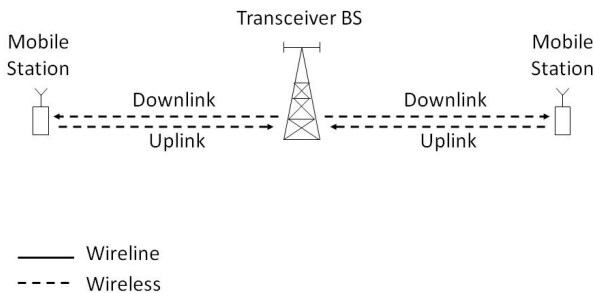 Transceiver BS
Mobile
Station
Mobile
Station
Downlink
Downlink
Uplink
Uplink
Wireline
Wireless